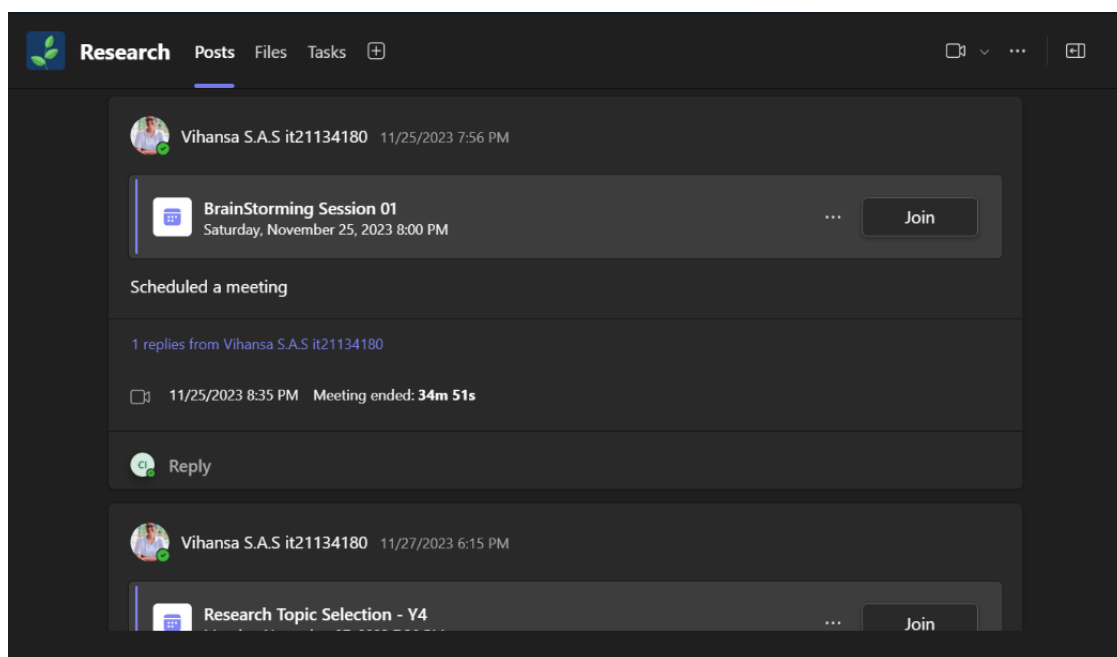 Research Posts Files Tasks
Vihansa S.A.S it21134180 11/25/2023 7:56 PM
BrainStorming Session 01
Saturday, November 25, 2023 8:00 PM
Join
Scheduled a meeting
1 replies from Vihansa S.A.S it21134180
11/25/2023 8:35 PM Meeting ended: 34m 51s
CI Reply
Vihansa S.A.S it21134180 11/27/2023 6:15 PM
Research Topic Selection - Y4
Join